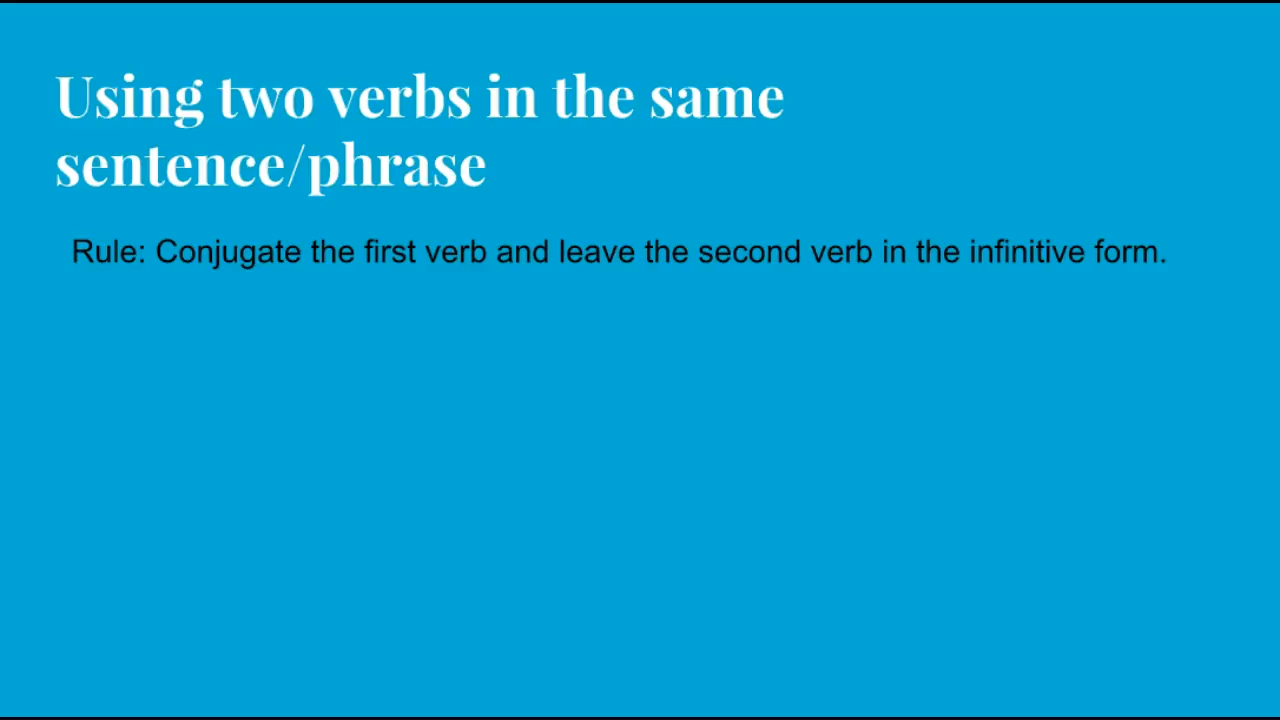 Using two verbs in the same
sentence/phrase
Rule: Conjugate the first verb and leave the second verb in the infinitive form.